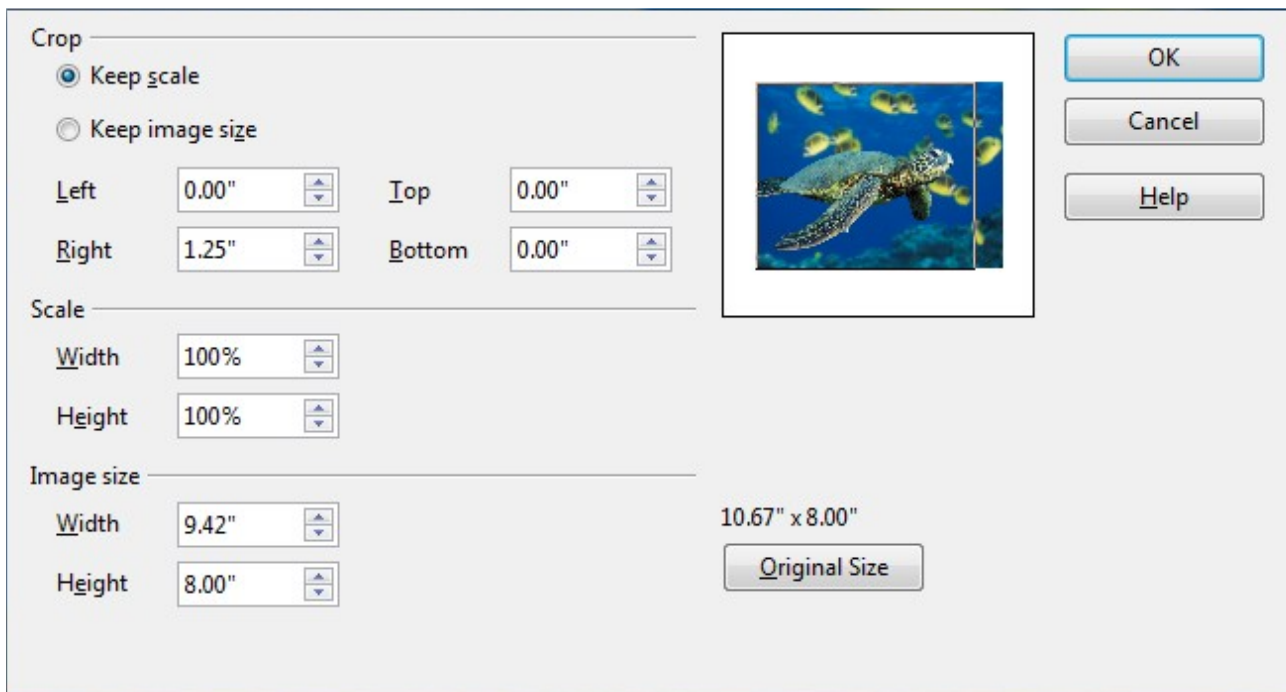 Crop
OK
Keep scale
Cancel
Keep image size
Left 0.00" Top 0.00"
Help
Right 1.25" Bottom 0.00"
Scale
Width 100%
Height 100%
Image size
Width 9.42" 10.67" x 8.00"
Height 8.00" Original Size